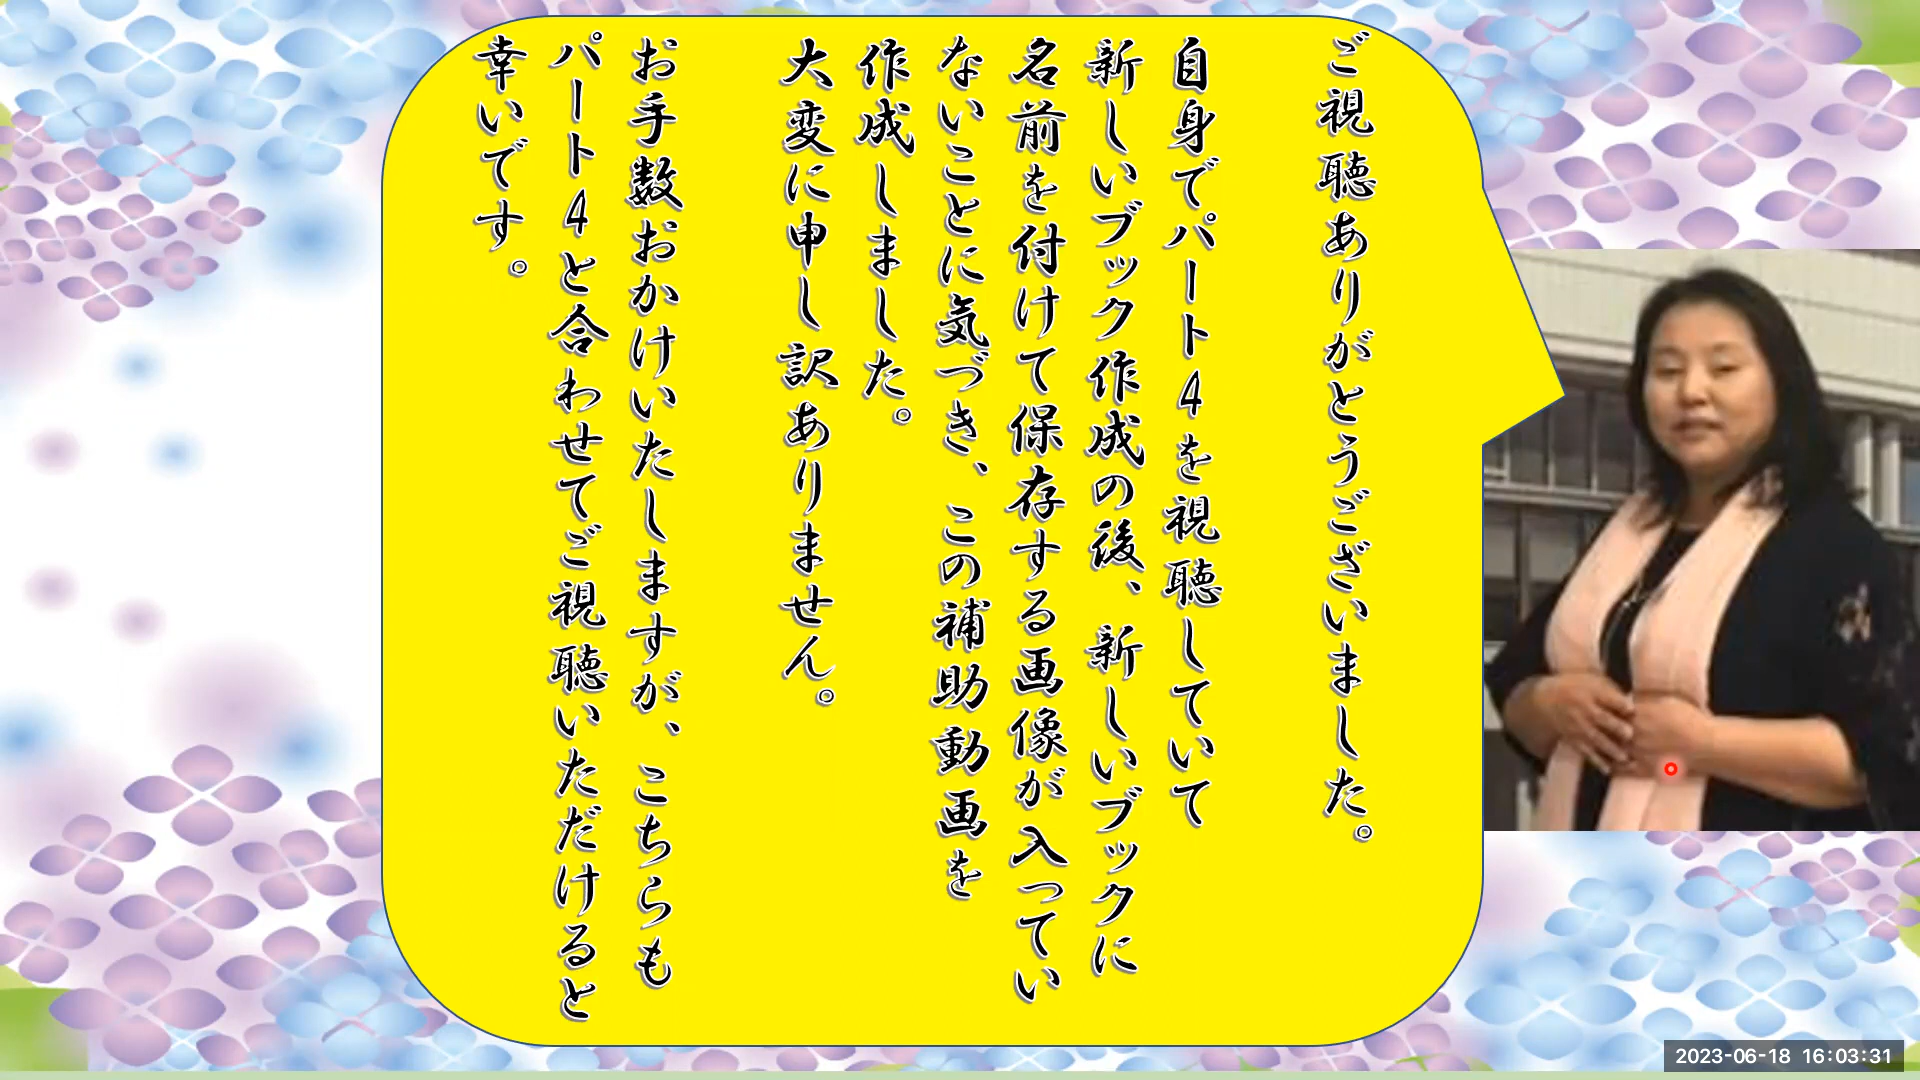 ご視聴ありがとうございました。
自身でパート4を視聴していて
新しいブック作成の後、新しいブックに
名前を付けて保存する画像が入ってい
ないことに気づき、この補助動画を
作成しました。
大変に申し訳ありません。
お手数おかけいたしますが、こちらも
パート4と合わせてご視聴いただけると
幸いです。
2023-06-18 16:03:31